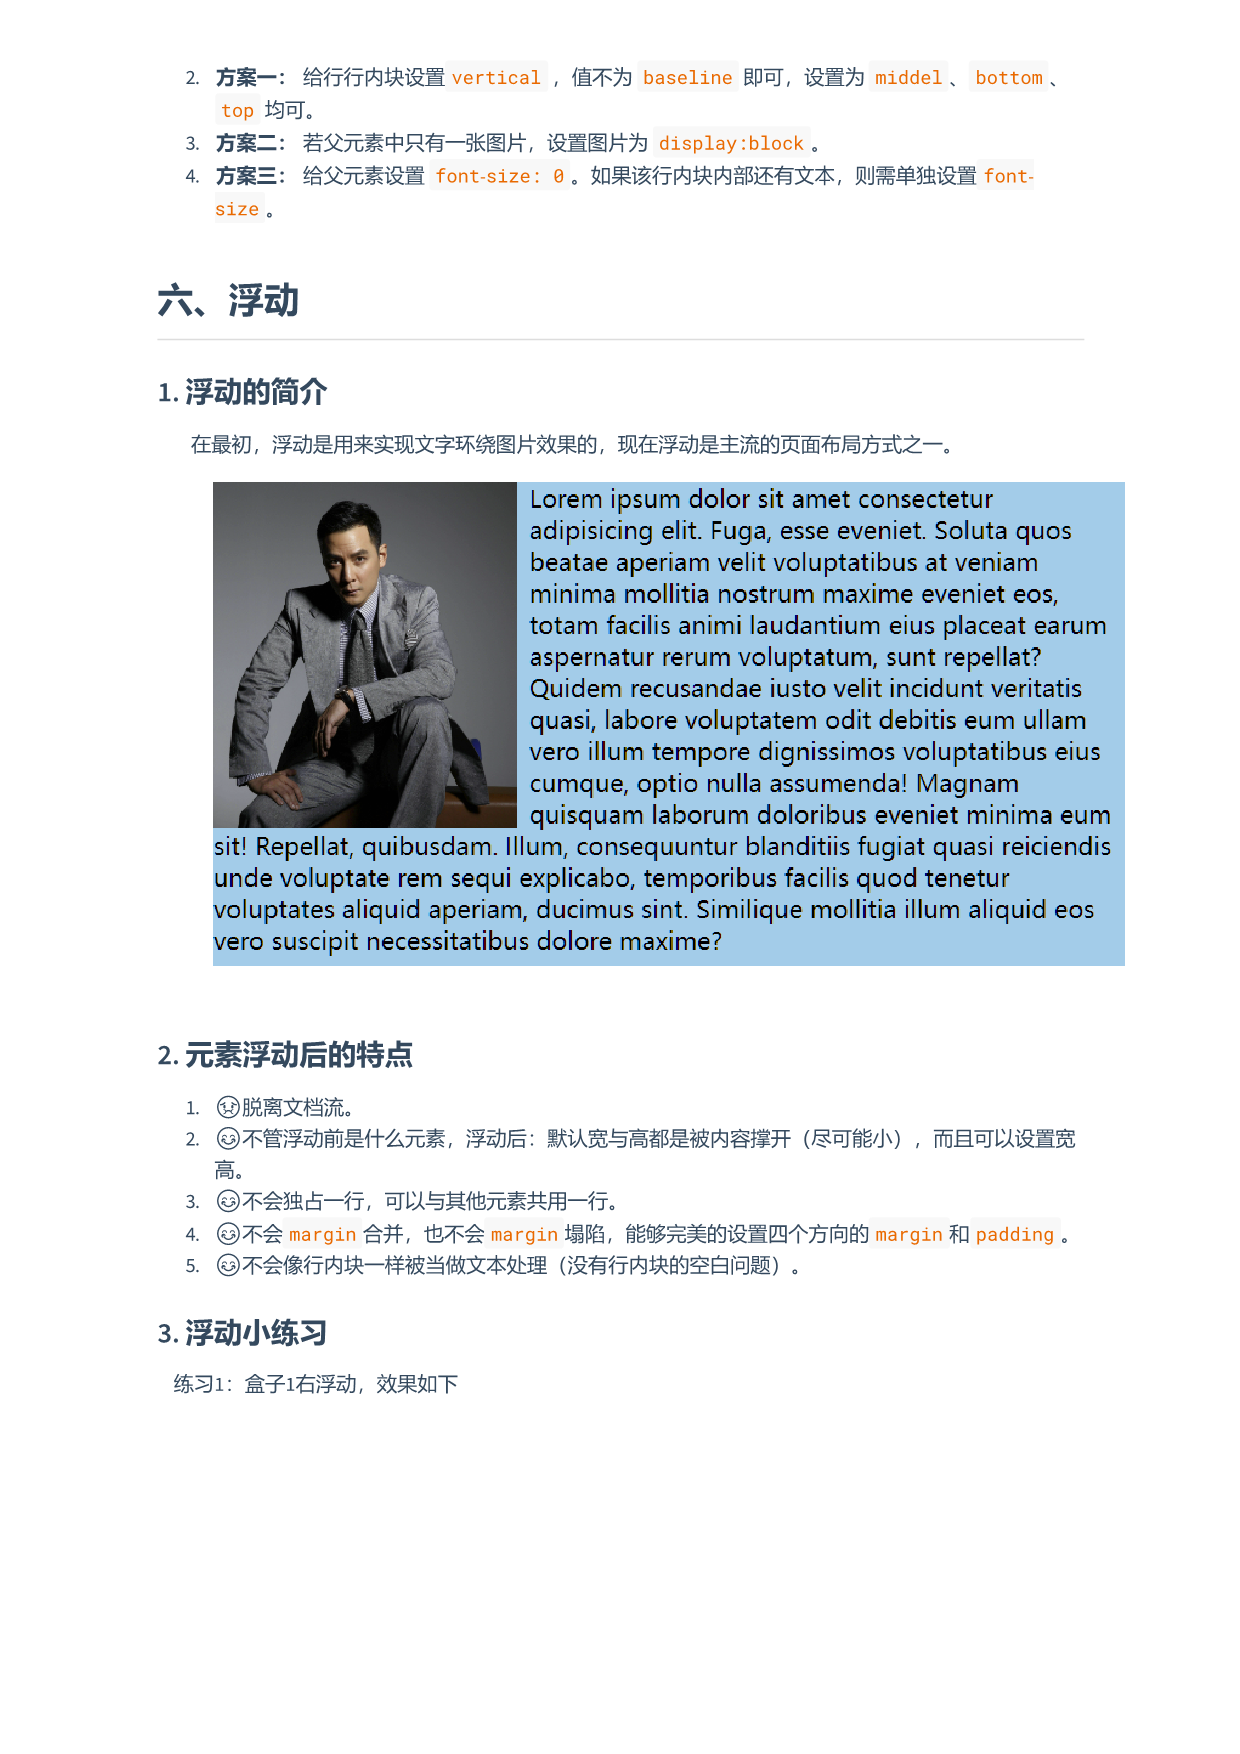 2. 方案一： 给行行内块设置 vertical ，值不为 baseline 即可，设置为 middel 、 bottom 、
top 均可。
3. 方案二： 若父元素中只有一张图片，设置图片为 display:block 。
4. 方案三： 给父元素设置 font-size: 0 。如果该行内块内部还有文本，则需单独设置 font-
size 。
六、浮动
1. 浮动的简介
在最初，浮动是用来实现文字环绕图片效果的，现在浮动是主流的页面布局方式之一。
Lorem ipsum dolor sit amet consectetur
adipisicing elit. Fuga, esse eveniet. Soluta quos
beatae aperiam velit voluptatibus at veniam
minima mollitia nostrum maxime eveniet eos,
totam facilis animi laudantium eius placeat earum
aspernatur rerum voluptatum, sunt repellat?
Quidem recusandae iusto velit incidunt veritatis
quasi, labore voluptatem odit debitis eum ullam
vero illum tempore dignissimos voluptatibus eius
cumque, optio nulla assumenda! Magnam
quisquam laborum doloribus eveniet minima eum
sit! Repellat, quibusdam. Illum, consequuntur blanditiis fugiat quasi reiciendis
unde voluptate rem sequi explicabo, temporibus facilis quod tenetur
voluptates aliquid aperiam, ducimus sint. Similique mollitia illum aliquid eos
vero suscipit necessitatibus dolore maxime?
2. 元素浮动后的特点
1. 脱离文档流。
2. 😊不管浮动前是什么元素，浮动后：默认宽与高都是被内容撑开（尽可能小），而且可以设置宽
高。
3. 😊不会独占一行，可以与其他元素共用一行。
4. 😊不会 margin 合并，也不会 margin 塌陷，能够完美的设置四个方向的 margin 和 padding 。
5. 😊不会像行内块一样被当做文本处理（没有行内块的空白问题）。
3. 浮动小练习
练习1：盒子1右浮动，效果如下